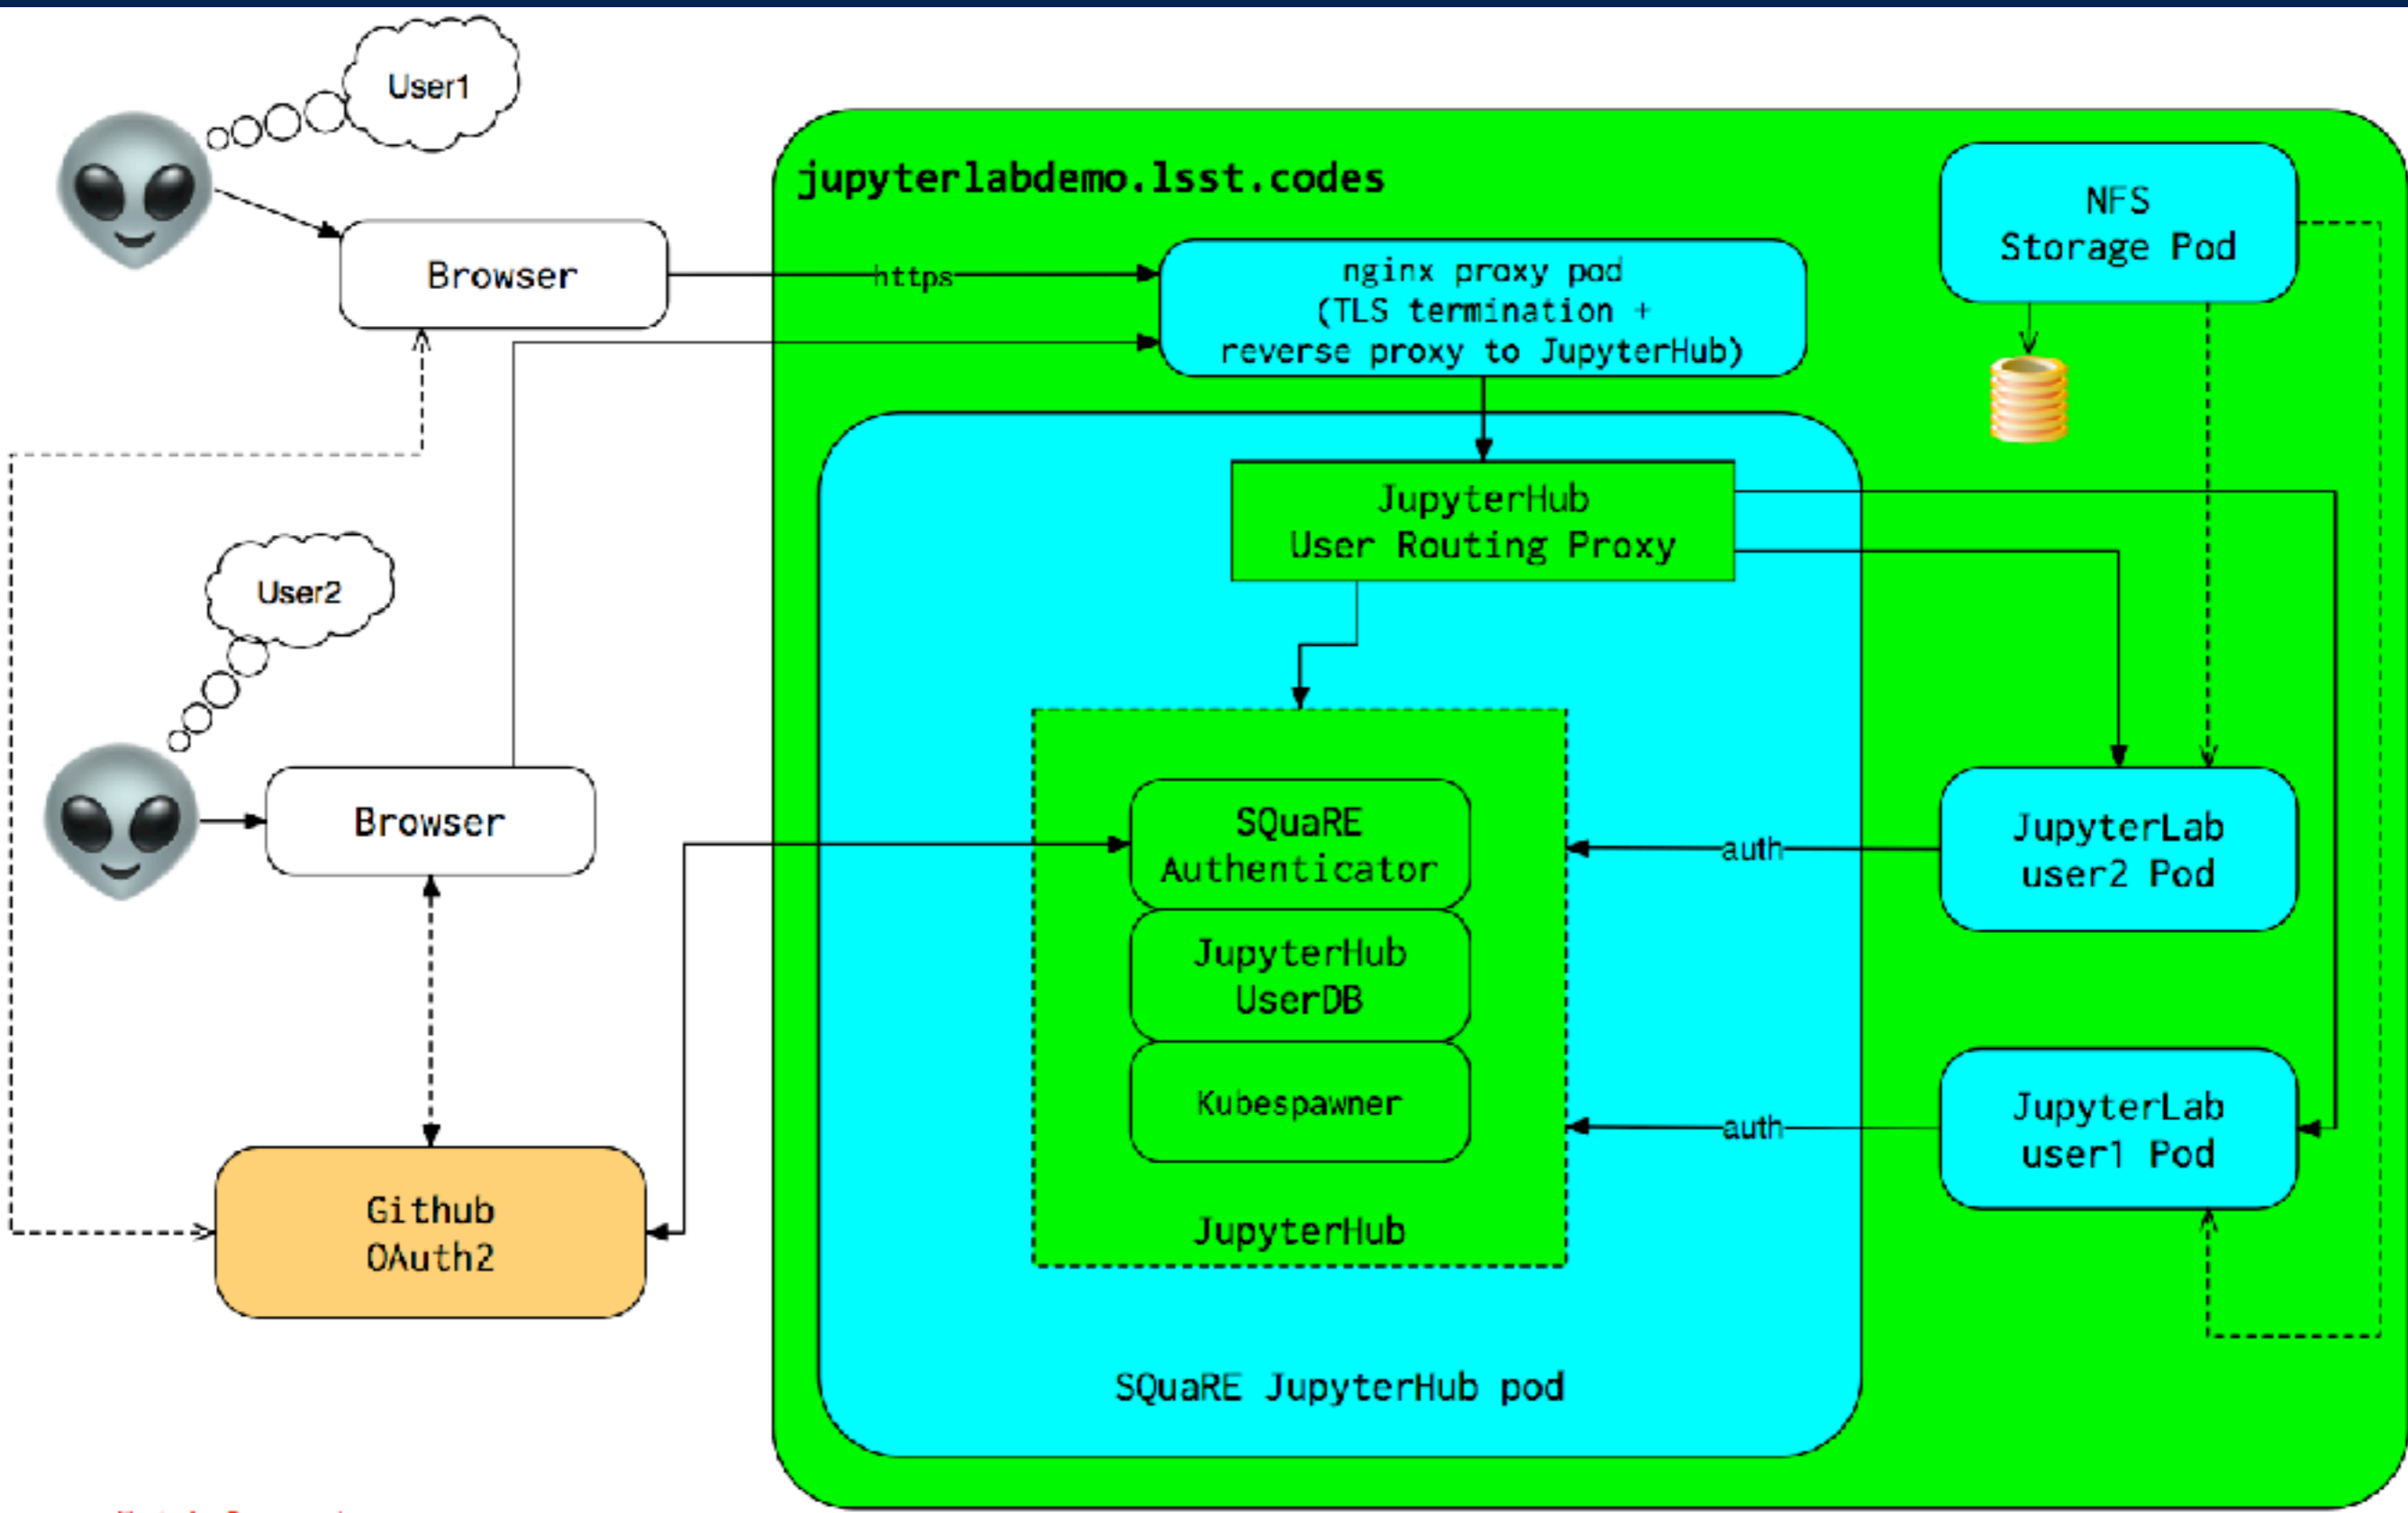 User1
jupyterlabdemo.lsst.codes
NFS
Storage Pod
Browser
https
nginx proxy pod
(TLS termination +
reverse proxy to JupyterHub)
JupyterHub
User Routing Proxy
User2
Browser
SQuaRE
Authenticator
auth
JupyterLab
user2 Pod
JupyterHub
UserDB
Kubespawner
auth
JupyterLab
user1 Pod
Github
OAuth2
JupyterHub
SQuaRE JupyterHub pod